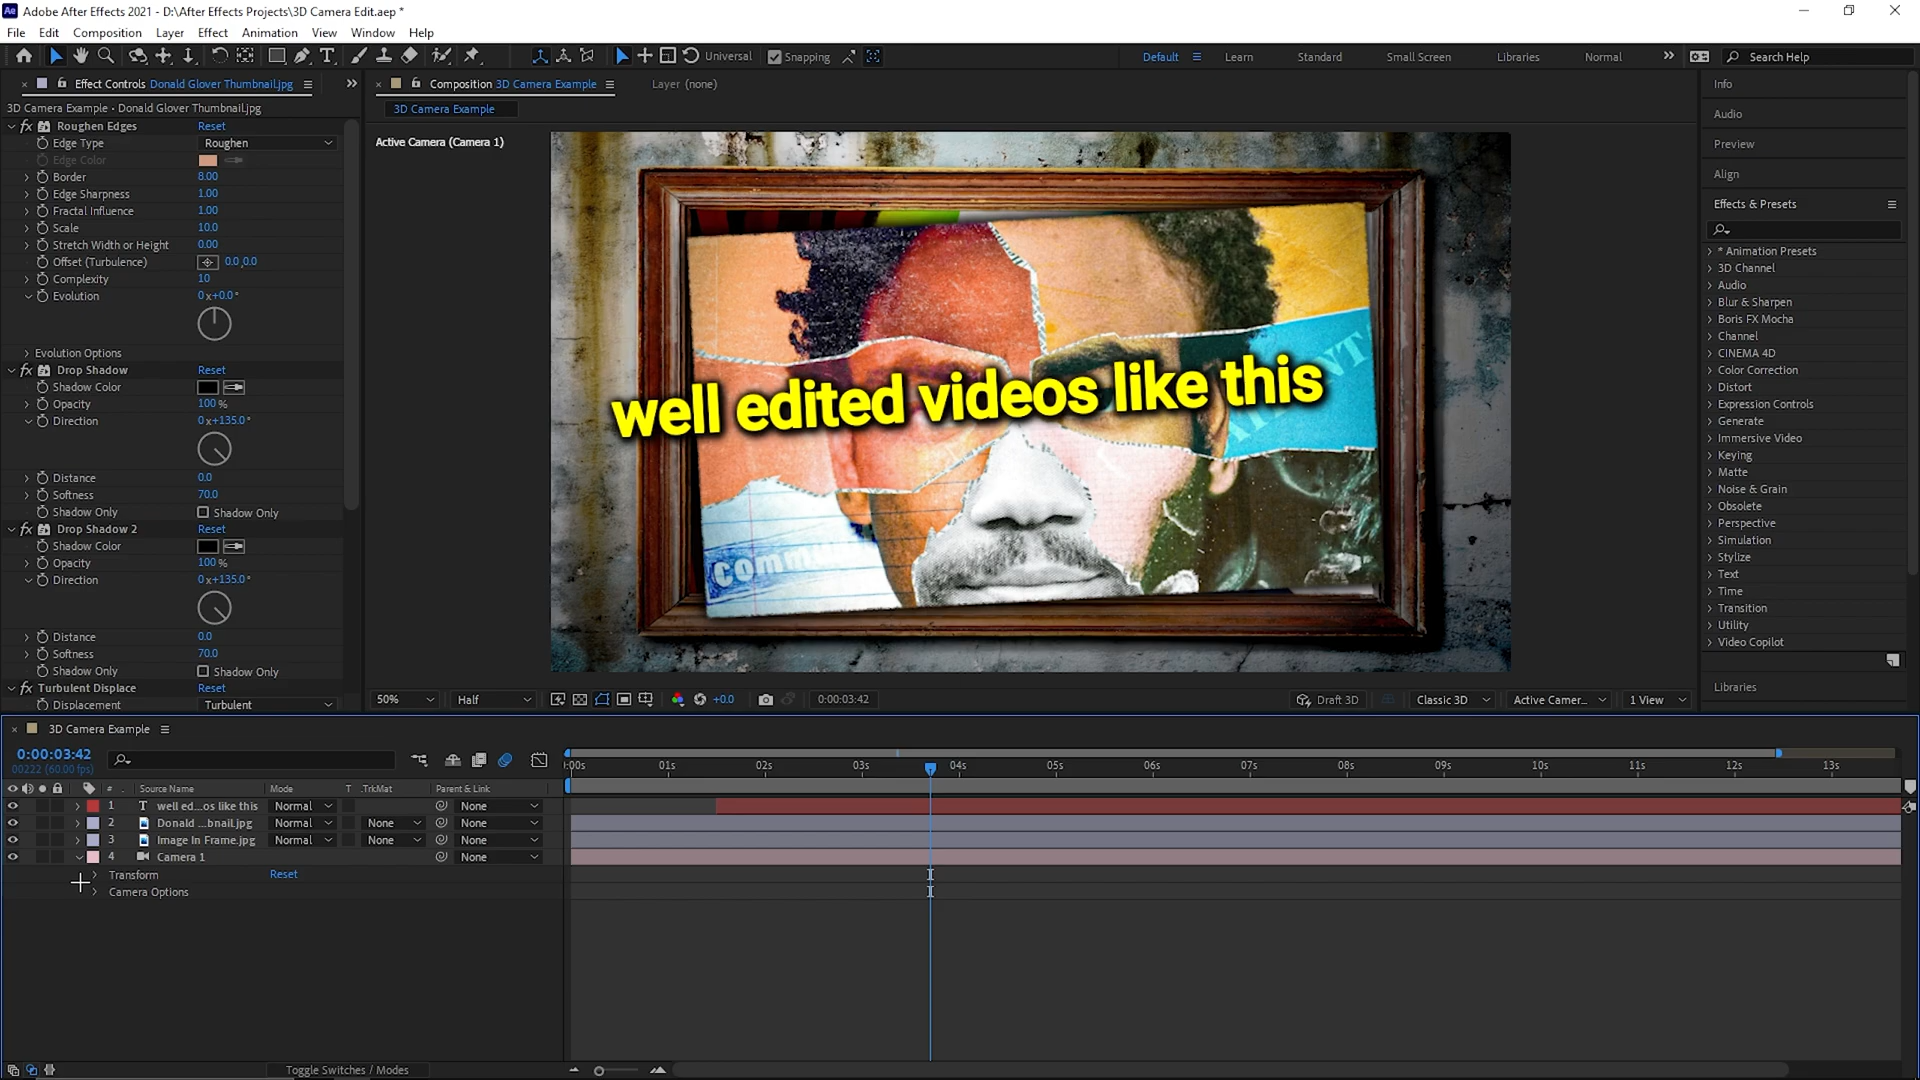 Adobe After Effects 2021 - D:\After Effects Projects\3D Camera Edit.aep *
File Edit Composition Layer Effect Animation View Window Help
Universal Snapping Default Learn Standard Small Screen Libraries Normal Search Help
Effect Controls Donald Glover Thumbnail.jpg
3D Camera Example • Donald Glover Thumbnail.jpg
fx Roughen Edges Reset
Edge Type Roughen
Edge Color
Border 8.00
Edge Sharpness 1.00
Fractal Influence 1.00
Scale 10.0
Stretch Width or Height 0.00
Offset (Turbulence) 0.0,0.0
Complexity 10
Evolution 0x+0.0°
Evolution Options
fx Drop Shadow Reset
Shadow Color
Opacity 100%
Direction 0x+135.0°
Distance 0.0
Softness 70.0
Shadow Only Shadow Only
fx Drop Shadow 2 Reset
Shadow Color
Opacity 100%
Direction 0x+135.0°
Distance 0.0
Softness 70.0
Shadow Only Shadow Only
fx Turbulent Displace Reset
Displacement Turbulent
Composition 3D Camera Example
Layer (none)
3D Camera Example
Active Camera (Camera 1)
well edited videos like this
50% Half +0.0 0:00:03:42 Draft 3D Classic 3D Active Camer... 1 View
Info
Audio
Preview
Align
Effects & Presets
* Animation Presets
3D Channel
Audio
Blur & Sharpen
Boris FX Mocha
Channel
CINEMA 4D
Color Correction
Distort
Expression Controls
Generate
Immersive Video
Keying
Matte
Noise & Grain
Obsolete
Perspective
Simulation
Stylize
Text
Time
Transition
Utility
Video Copilot
Libraries
3D Camera Example
0:00:03:42
00222 (60.00 fps)
:00s 01s 02s 03s 04s 05s 06s 07s 08s 09s 10s 11s 12s 13s
# Source Name Mode T .TrkMat Parent & Link
1 T well ed...os like this Normal None
2 Donald ...bnail.jpg Normal None None
3 Image In Frame.jpg Normal None None
4 Camera 1 None
Transform Reset
Camera Options
Toggle Switches / Modes